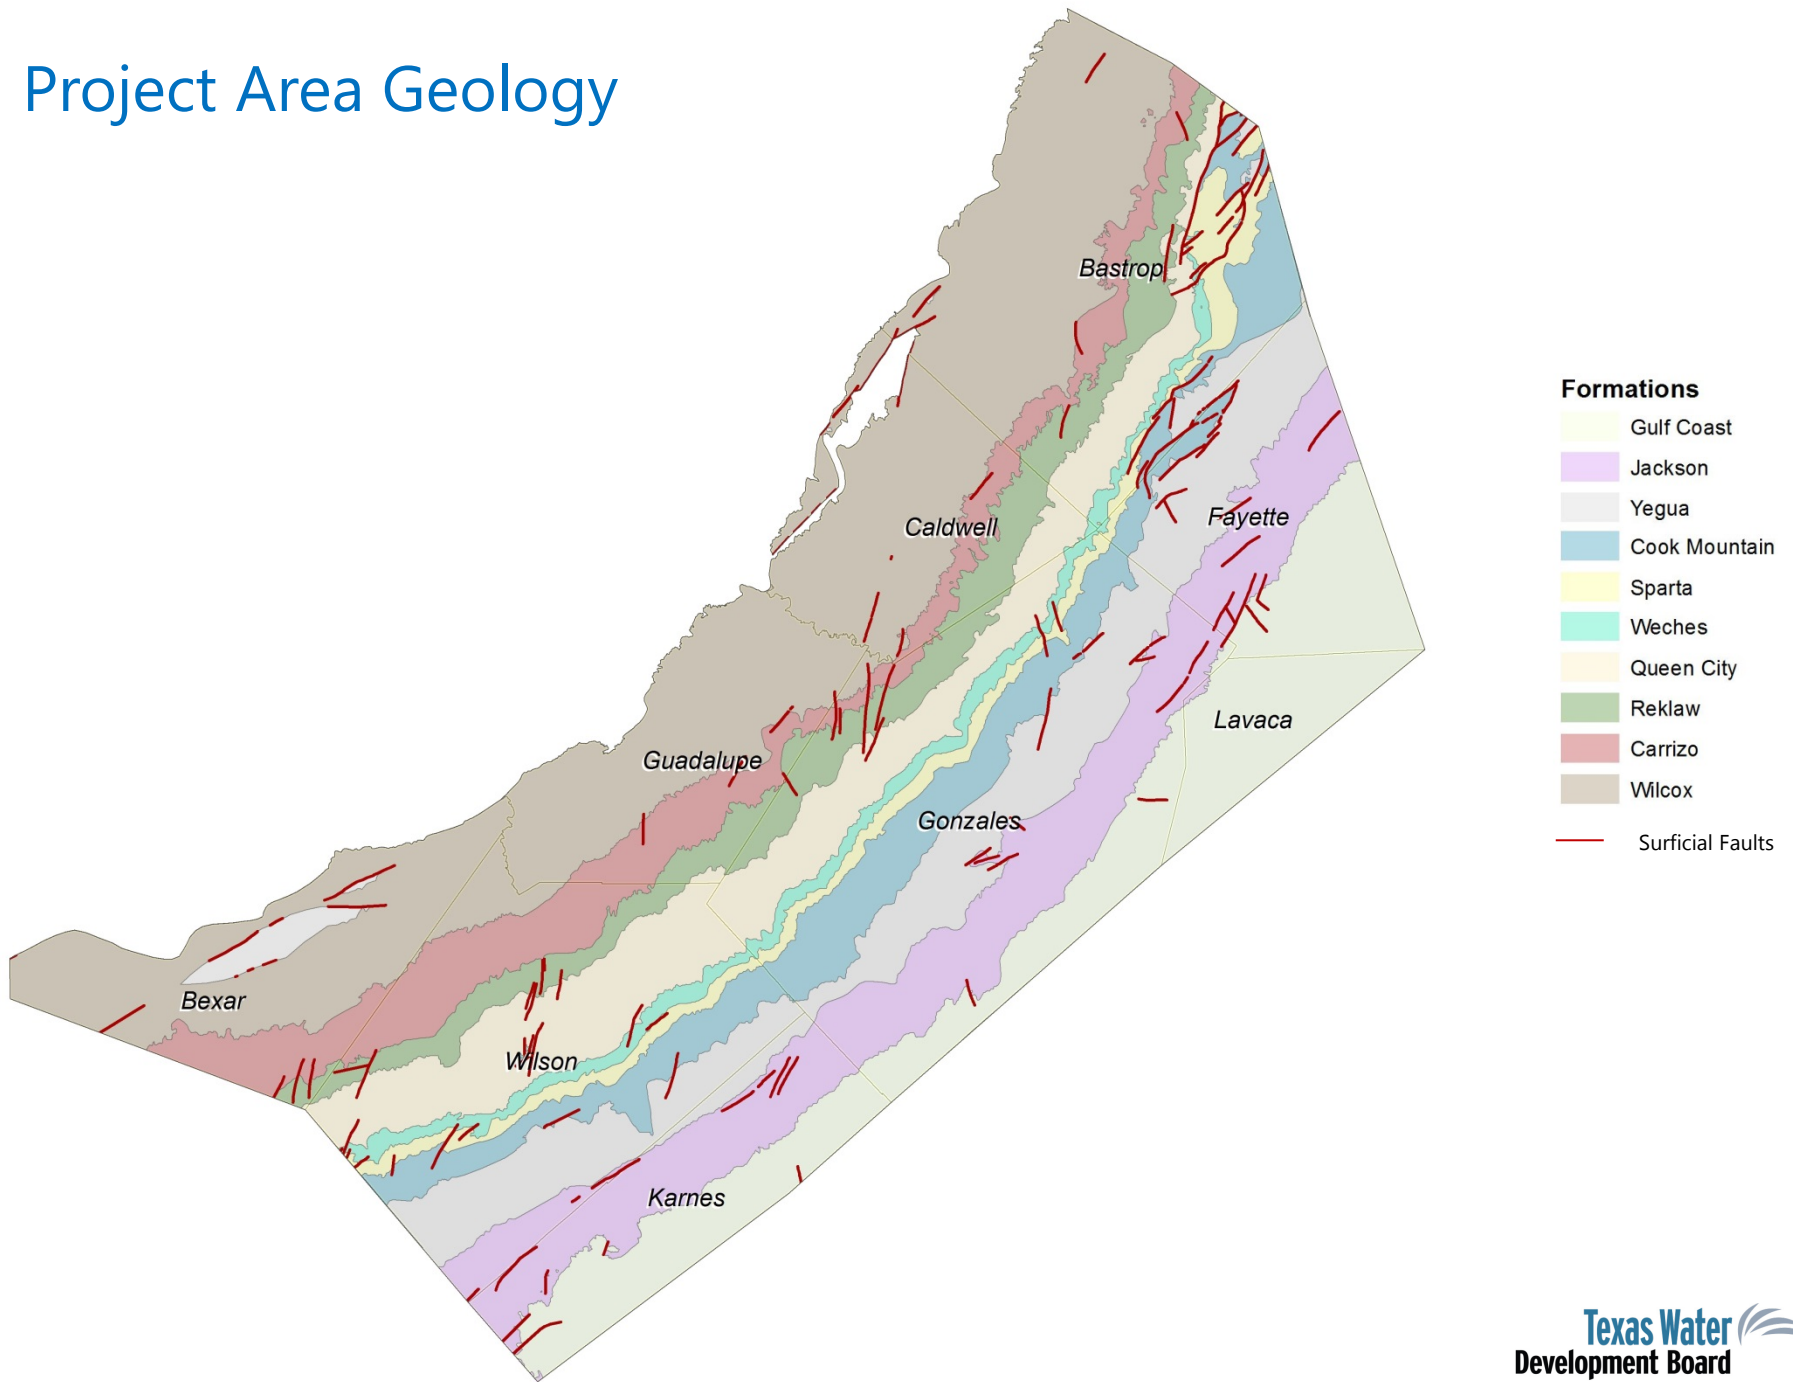 Project Area Geology
Bastrop
Caldwell
Fayette
Lavaca
Guadalupe
Gonzales
Bexar
Wilson
Karnes
Formations
Gulf Coast
Jackson
Yegua
Cook Mountain
Sparta
Weches
Queen City
Reklaw
Carrizo
Wilcox
Surficial Faults
Texas Water
Development Board